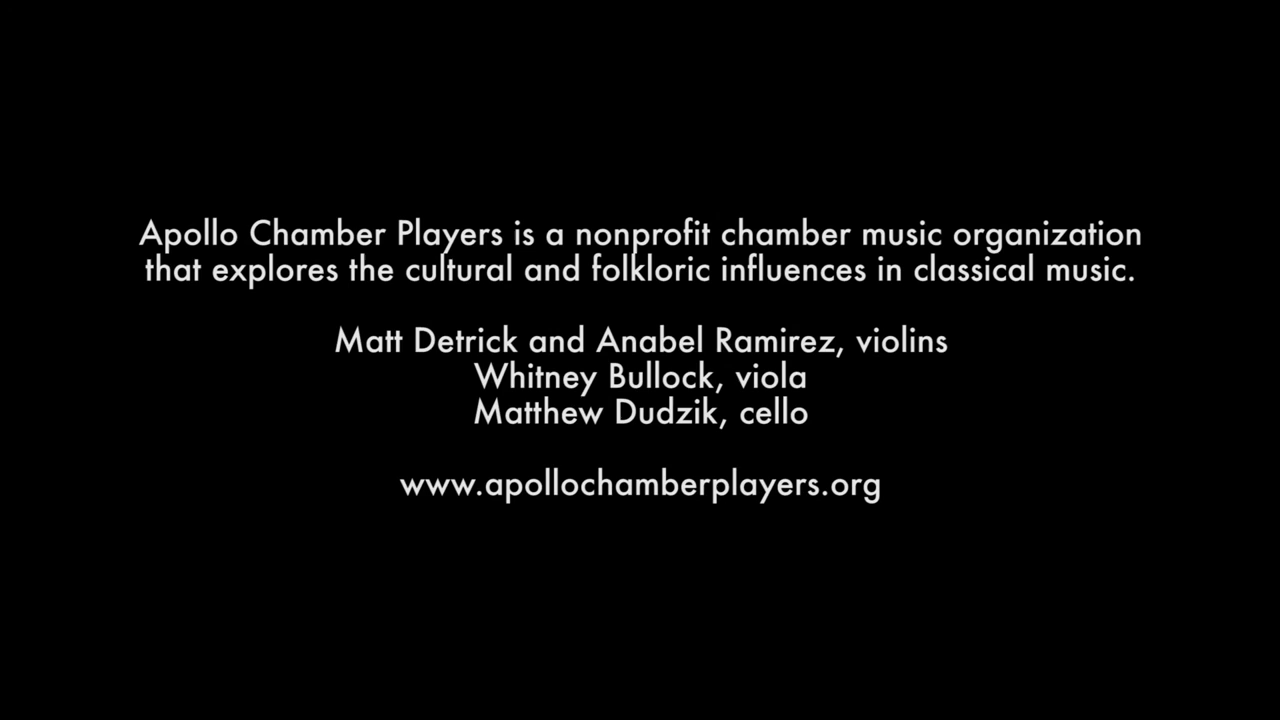 Apollo Chamber Players is a nonprofit chamber music organization
that explores the cultural and folkloric influences in classical music.
Matt Detrick and Anabel Ramirez, violins
Whitney Bullock, viola
Matthew Dudzik, cello
www.apollochamberplayers.org